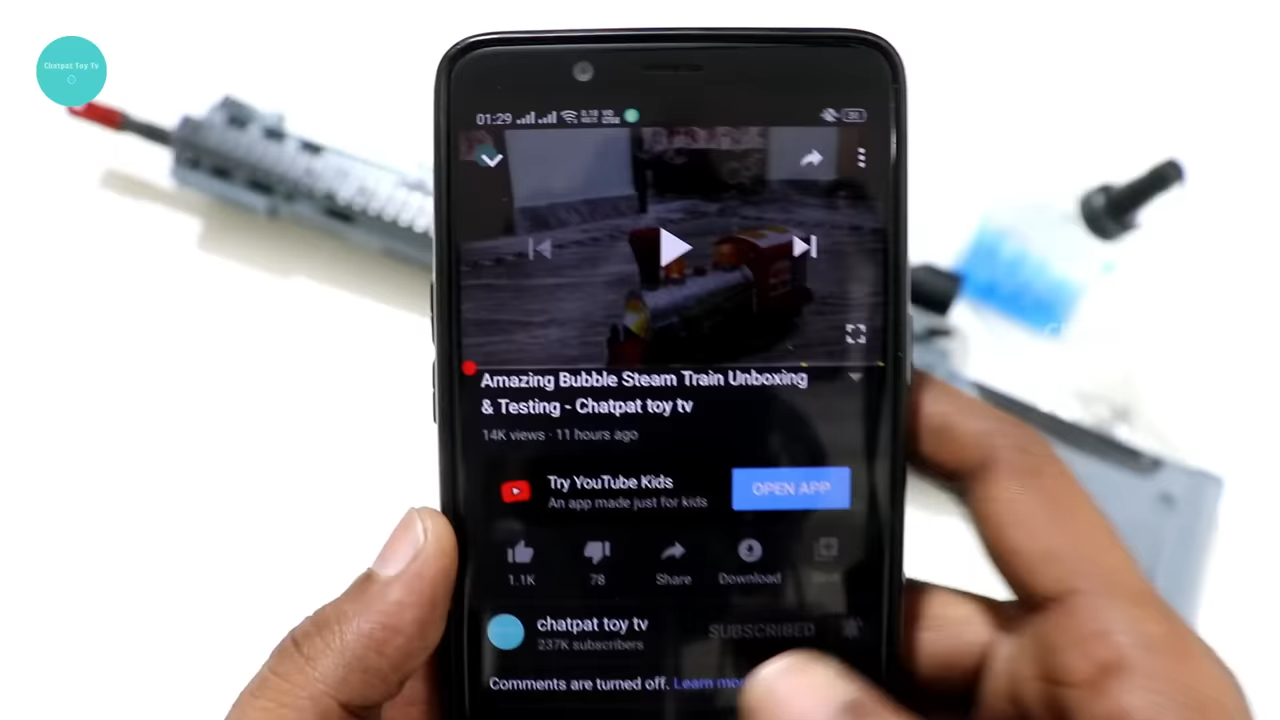 Chatpat Toy Tv
01:29
Amazing Bubble Steam Train Unboxing
& Testing - Chatpat toy tv
14K views · 11 hours ago
Try YouTube Kids
An app made just for kids
OPEN APP
1.1K
78
Share
Download
chatpat toy tv
237K subscribers
SUBSCRIBED
Comments are turned off. Learn